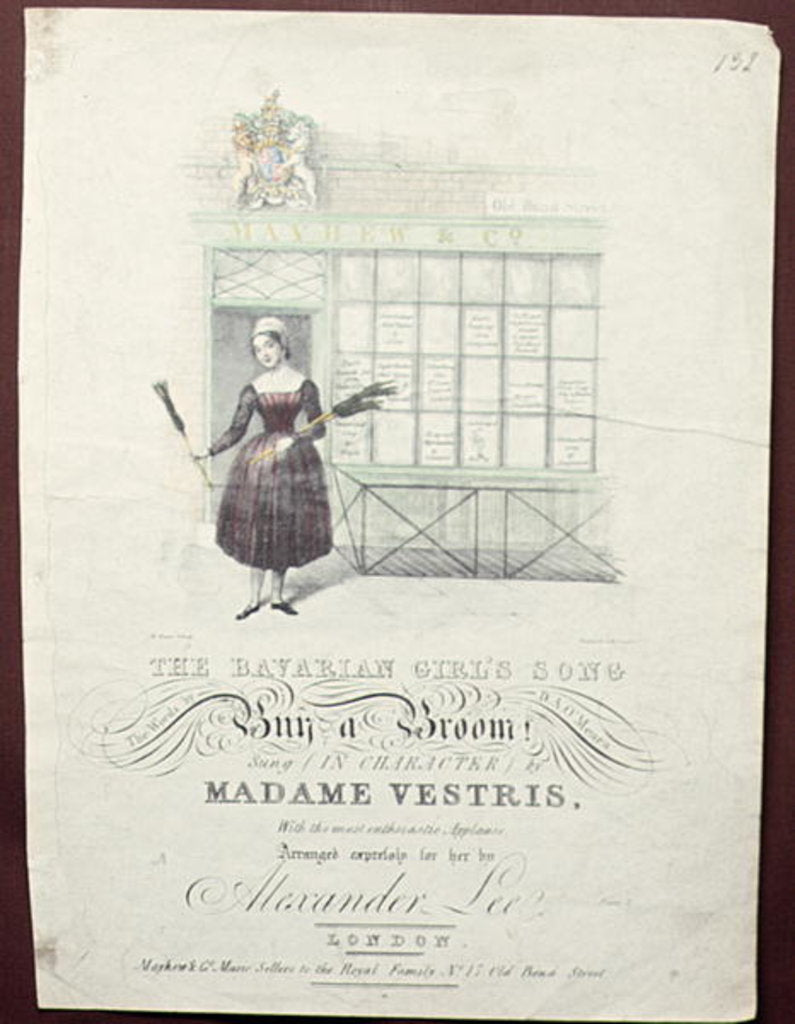 132
Old Bond Street
MAYHEW & Co
THE BAVARIAN GIRL'S SONG
The Words by D. A. O'Meara
Buy a Broom!
Sung (IN CHARACTER) by
MADAME VESTRIS,
With the most enthusiastic Applause.
Arranged expressly for her by
Alexander Lee
LONDON.
Mayhew & Co. Music Sellers to the Royal Family No. 17 Old Bond Street